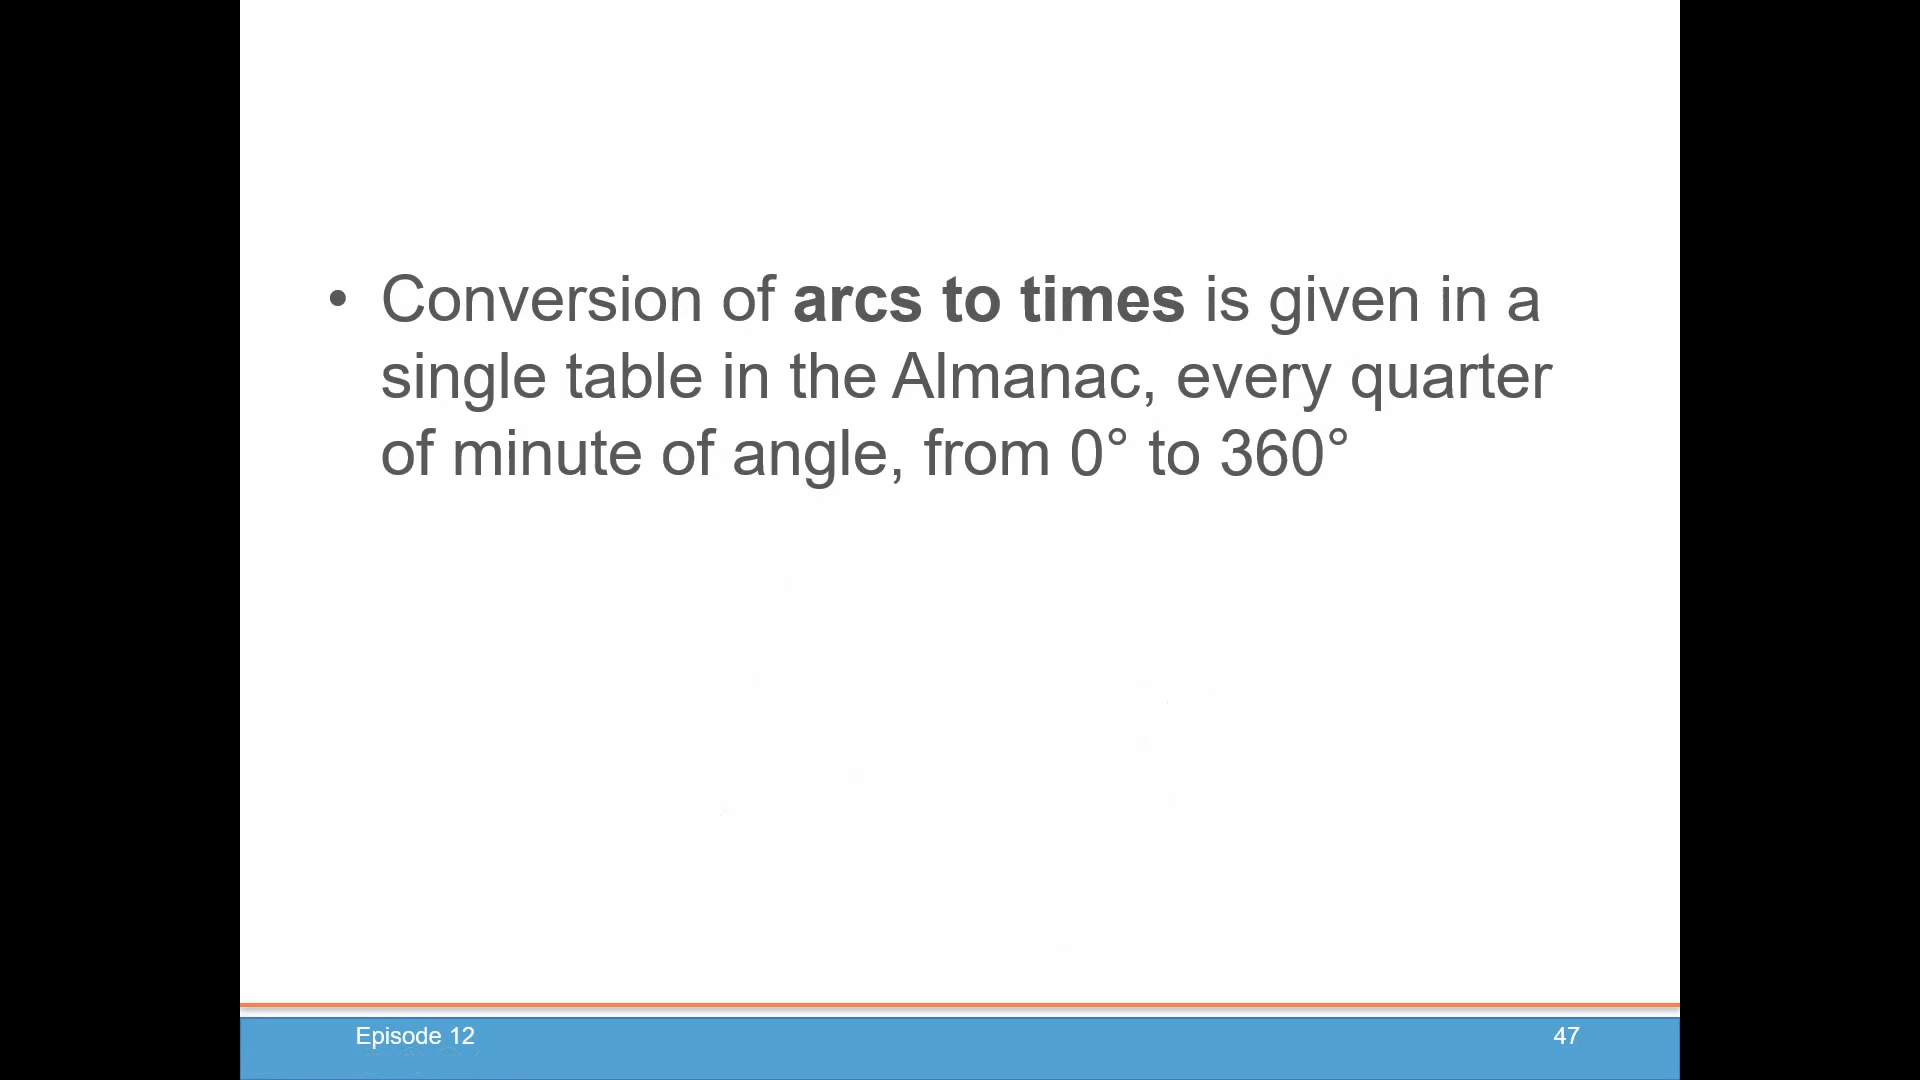 • Conversion of arcs to times is given in a
single table in the Almanac, every quarter
of minute of angle, from 0° to 360°
Episode 12
47